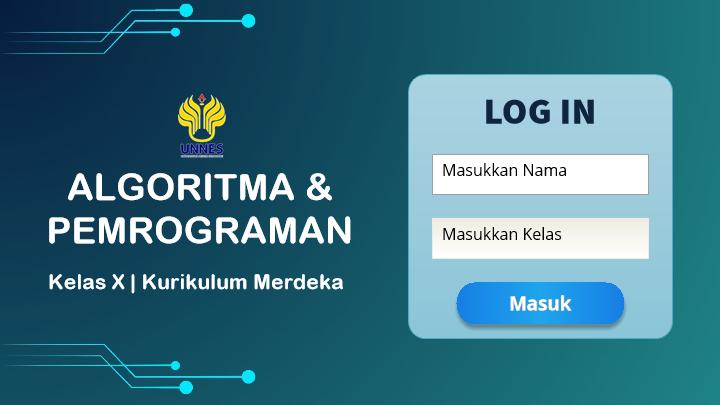 UNNES
ALGORITMA &
PEMROGRAMAN
Kelas X | Kurikulum Merdeka
LOG IN
Masukkan Nama
Masukkan Kelas
Masuk